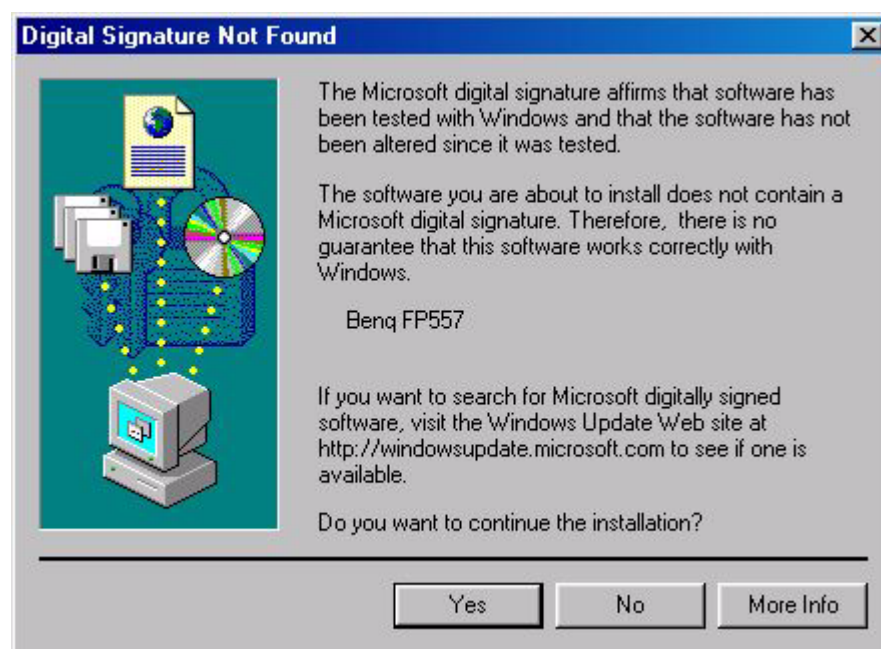 Digital Signature Not Found
The Microsoft digital signature affirms that software has
been tested with Windows and that the software has not
been altered since it was tested.
The software you are about to install does not contain a
Microsoft digital signature. Therefore,  there is no
guarantee that this software works correctly with
Windows.
Benq FP557
If you want to search for Microsoft digitally signed
software, visit the Windows Update Web site at
http://windowsupdate.microsoft.com to see if one is
available.
Do you want to continue the installation?
Yes No More Info